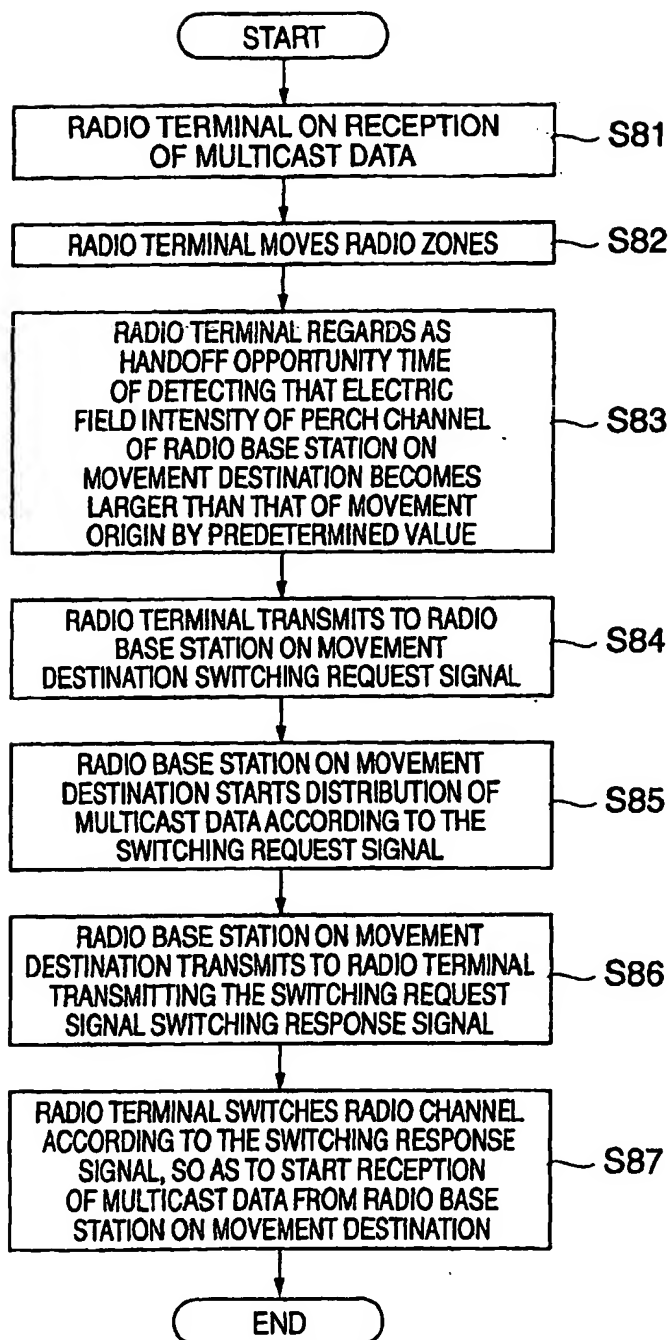 START
RADIO TERMINAL ON RECEPTION
OF MULTICAST DATA
S81
RADIO TERMINAL MOVES RADIO ZONES
S82
RADIO TERMINAL REGARDS AS
HANDOFF OPPORTUNITY TIME
OF DETECTING THAT ELECTRIC
FIELD INTENSITY OF PERCH CHANNEL
OF RADIO BASE STATION ON
MOVEMENT DESTINATION BECOMES
LARGER THAN THAT OF MOVEMENT
ORIGIN BY PREDETERMINED VALUE
S83
RADIO TERMINAL TRANSMITS TO RADIO
BASE STATION ON MOVEMENT
DESTINATION SWITCHING REQUEST SIGNAL
S84
RADIO BASE STATION ON MOVEMENT
DESTINATION STARTS DISTRIBUTION OF
MULTICAST DATA ACCORDING TO THE
SWITCHING REQUEST SIGNAL
S85
RADIO BASE STATION ON MOVEMENT
DESTINATION TRANSMITS TO RADIO TERMINAL
TRANSMITTING THE SWITCHING REQUEST
SIGNAL SWITCHING RESPONSE SIGNAL
S86
RADIO TERMINAL SWITCHES RADIO CHANNEL
ACCORDING TO THE SWITCHING RESPONSE
SIGNAL, SO AS TO START RECEPTION
OF MULTICAST DATA FROM RADIO BASE
STATION ON MOVEMENT DESTINATION
S87
END